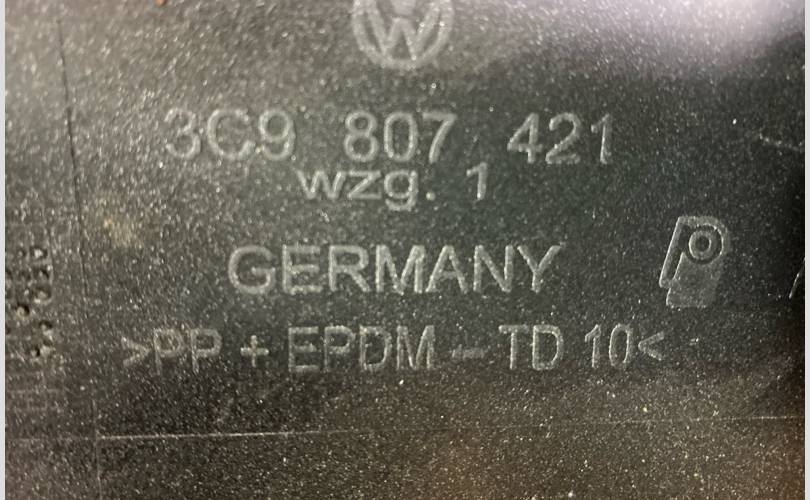 3C9 807 421
wzg. 1
GERMANY
>PP + EPDM - TD 10<